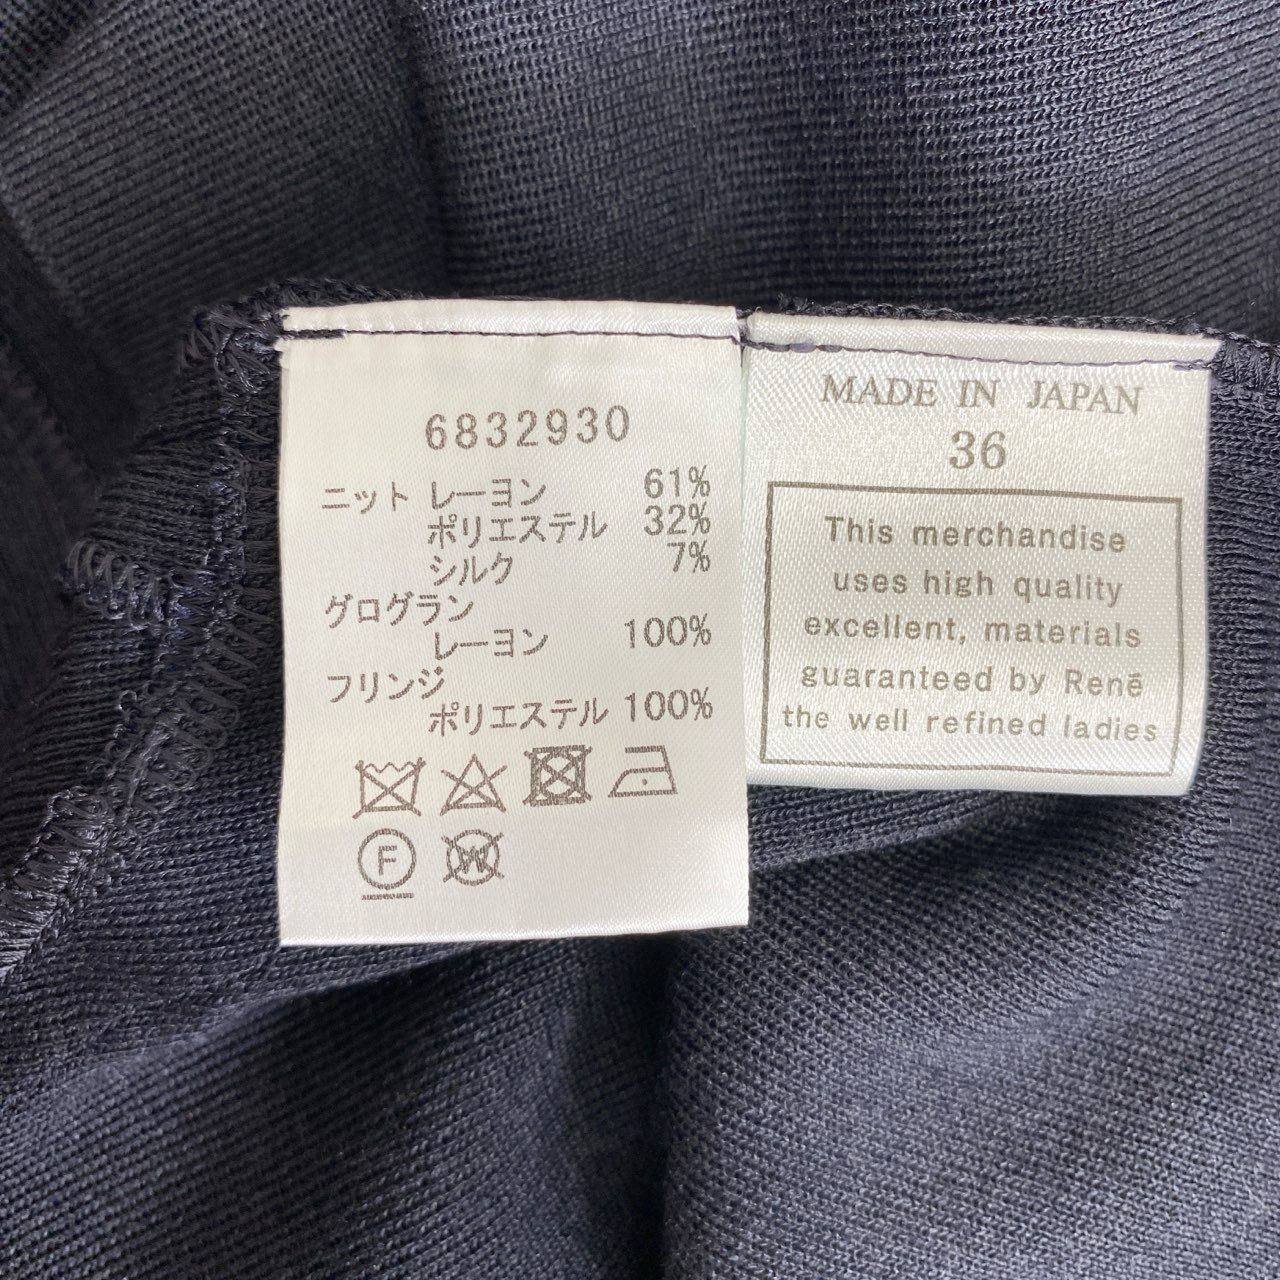 6832930
ニット レーヨン 61%
ポリエステル 32%
シルク 7%
グログラン
レーヨン 100%
フリンジ
ポリエステル 100%
F
W
MADE IN JAPAN
36
This merchandise
uses high quality
excellent, materials
guaranteed by René
the well refined ladies